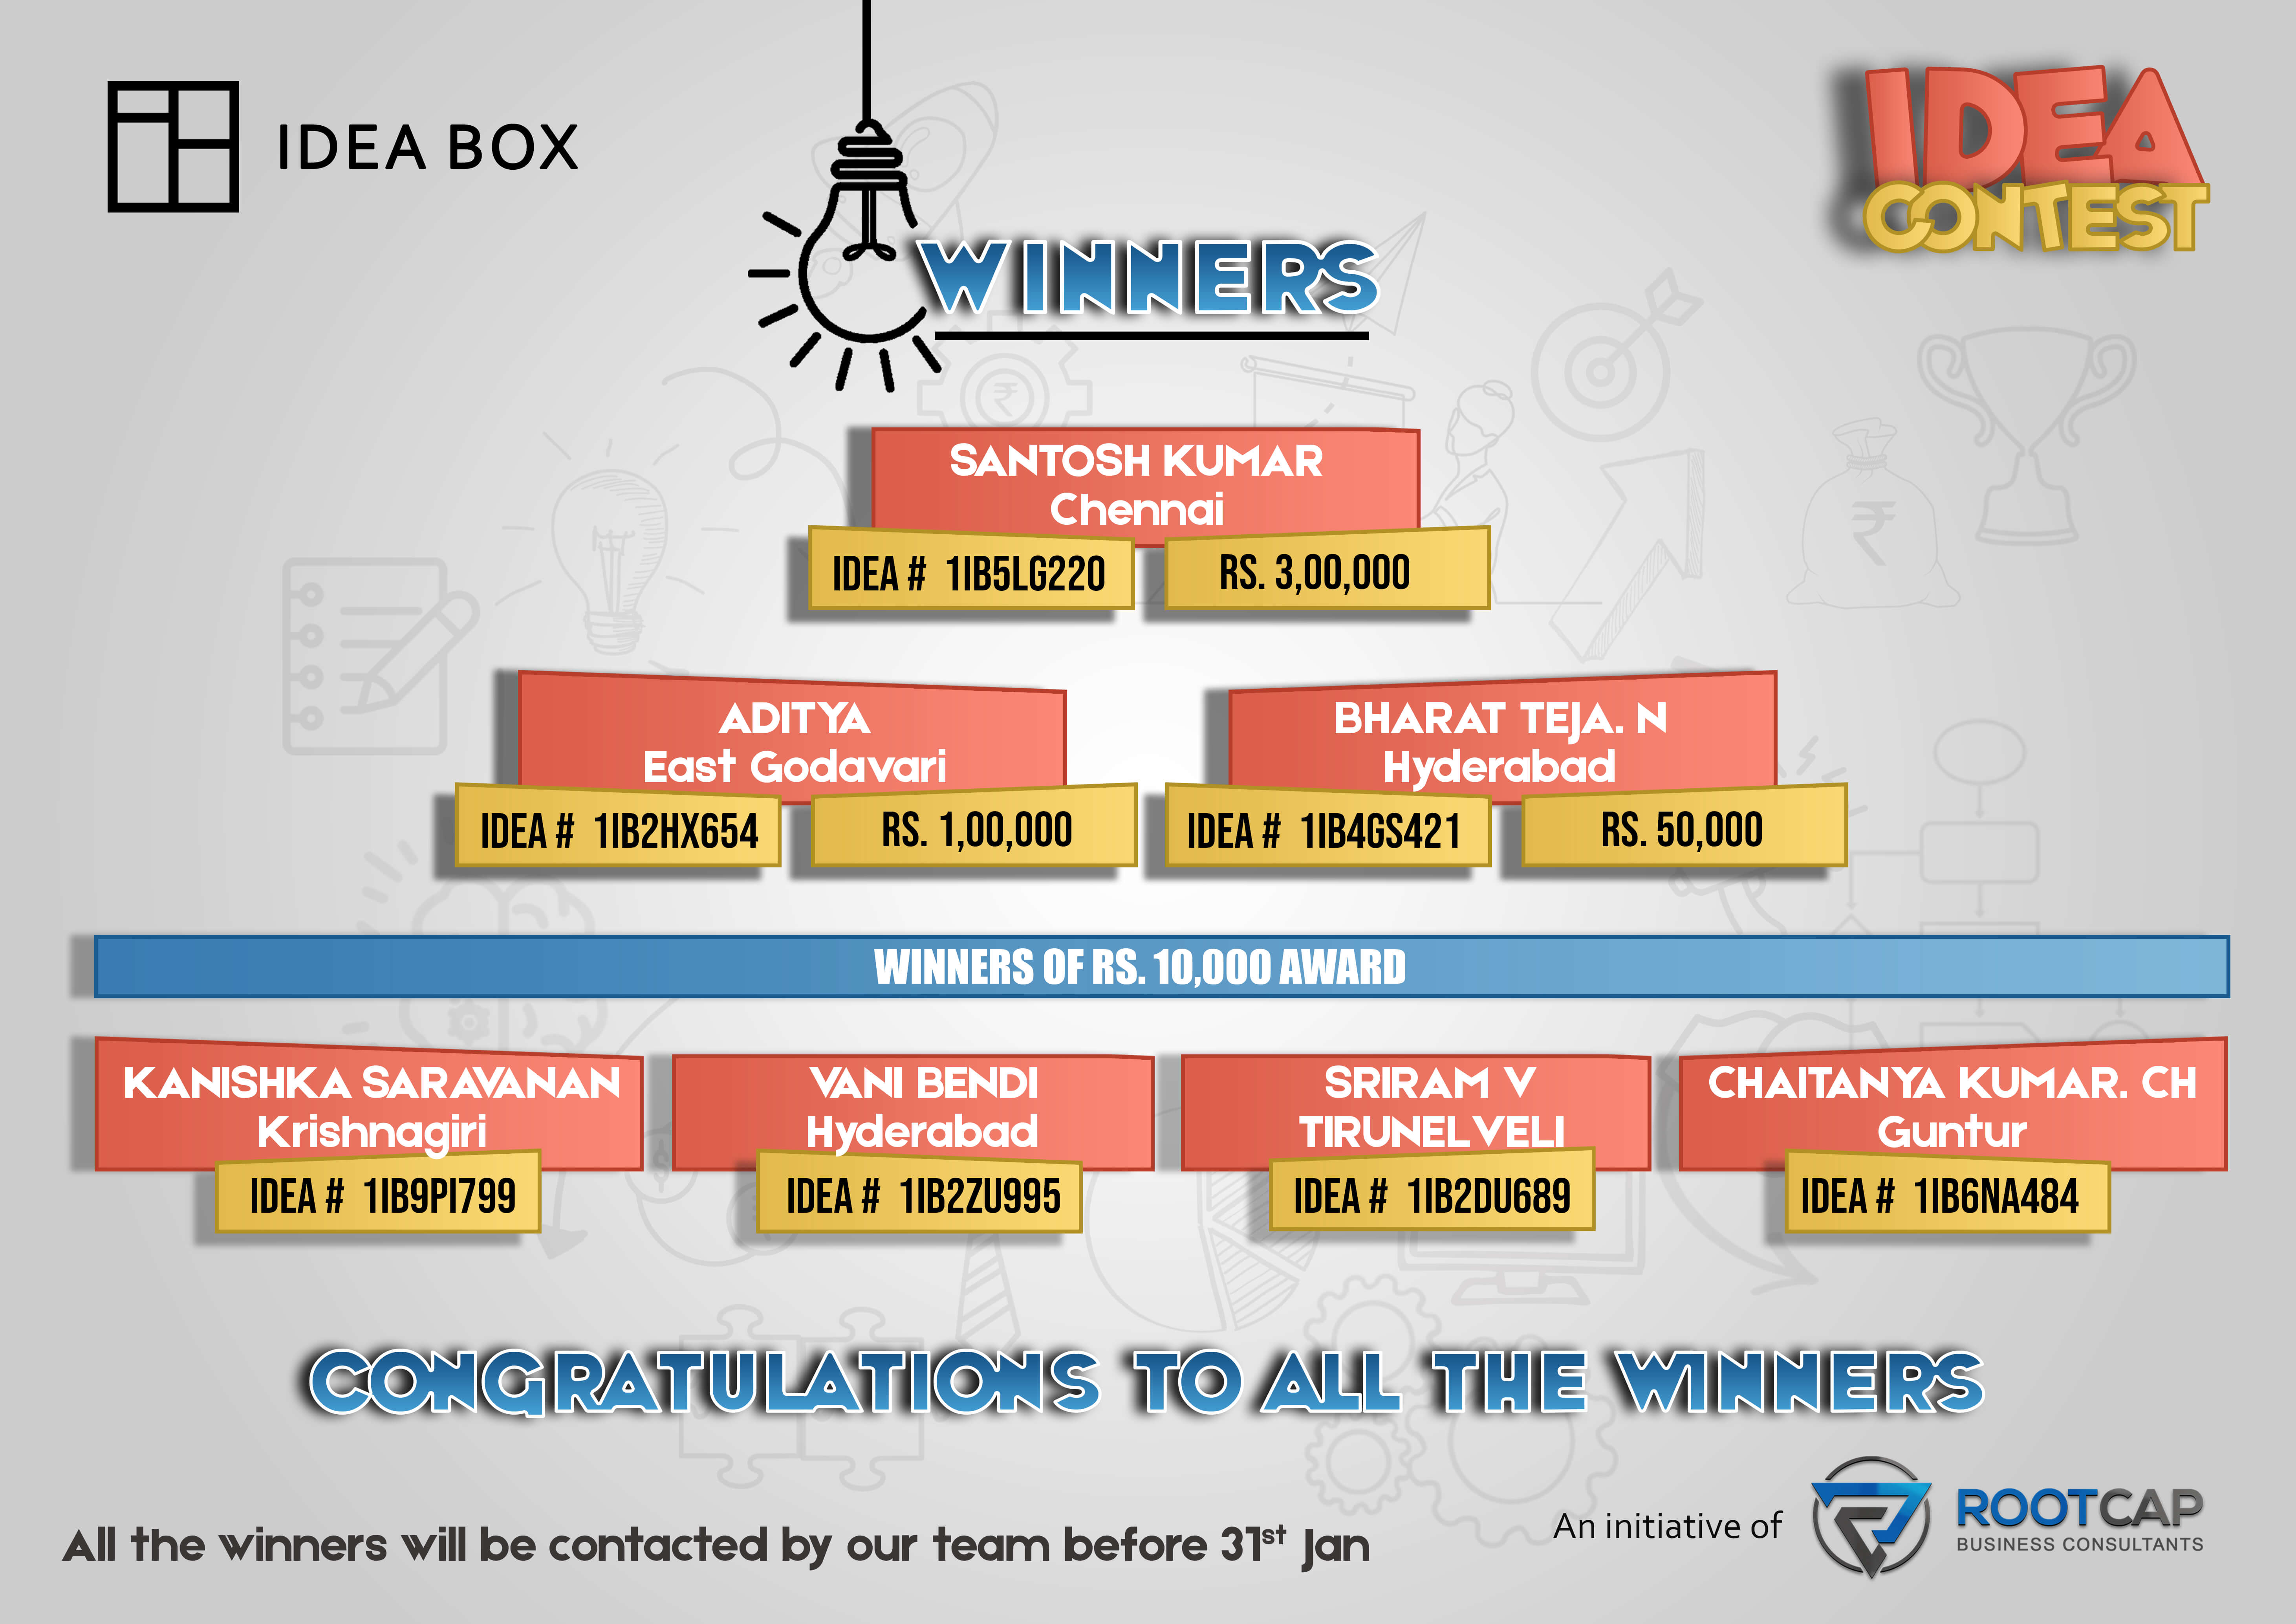 IDEA BOX
IDEA
CONTEST
WINNERS
SANTOSH KUMAR
Chennai
IDEA # 1IB5LG220
RS. 3,00,000
ADITYA
East Godavari
IDEA # 1IB2HX654
RS. 1,00,000
BHARAT TEJA. N
Hyderabad
IDEA # 1IB4GS421
RS. 50,000
WINNERS OF RS. 10,000 AWARD
KANISHKA SARAVANAN
Krishnagiri
IDEA # 1IB9PI799
VANI BENDI
Hyderabad
IDEA # 1IB2ZU995
SRIRAM V
TIRUNELVELI
IDEA # 1IB2DU689
CHAITANYA KUMAR. CH
Guntur
IDEA # 1IB6NA484
CONGRATULATIONS TO ALL THE WINNERS
All the winners will be contacted by our team before 31st Jan
An initiative of
ROOTCAP
BUSINESS CONSULTANTS